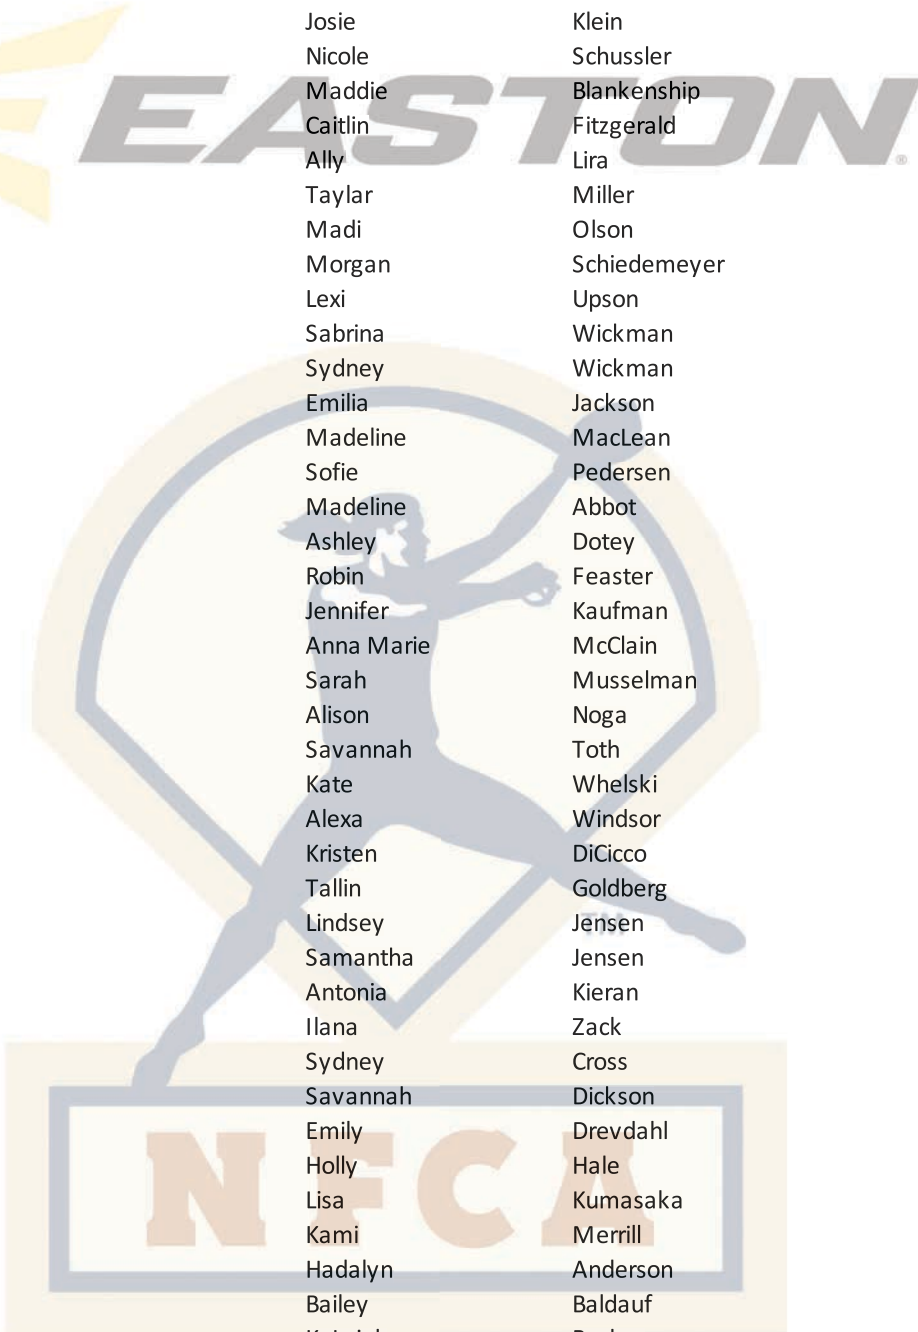 EASTON®
Josie Klein
Nicole Schussler
Maddie Blankenship
Caitlin Fitzgerald
Ally Lira
Taylar Miller
Madi Olson
Morgan Schiedemeyer
Lexi Upson
Sabrina Wickman
Sydney Wickman
Emilia Jackson
Madeline MacLean
Sofie Pedersen
Madeline Abbot
Ashley Dotey
Robin Feaster
Jennifer Kaufman
Anna Marie McClain
Sarah Musselman
Alison Noga
Savannah Toth
Kate Whelski
Alexa Windsor
Kristen DiCicco
Tallin Goldberg
Lindsey Jensen
TM
Samantha Jensen
Antonia Kieran
Ilana Zack
Sydney Cross
Savannah Dickson
Emily Drevdahl
Holly Hale
NFCA
Lisa Kumasaka
Kami Merrill
Hadalyn Anderson
Bailey Baldauf